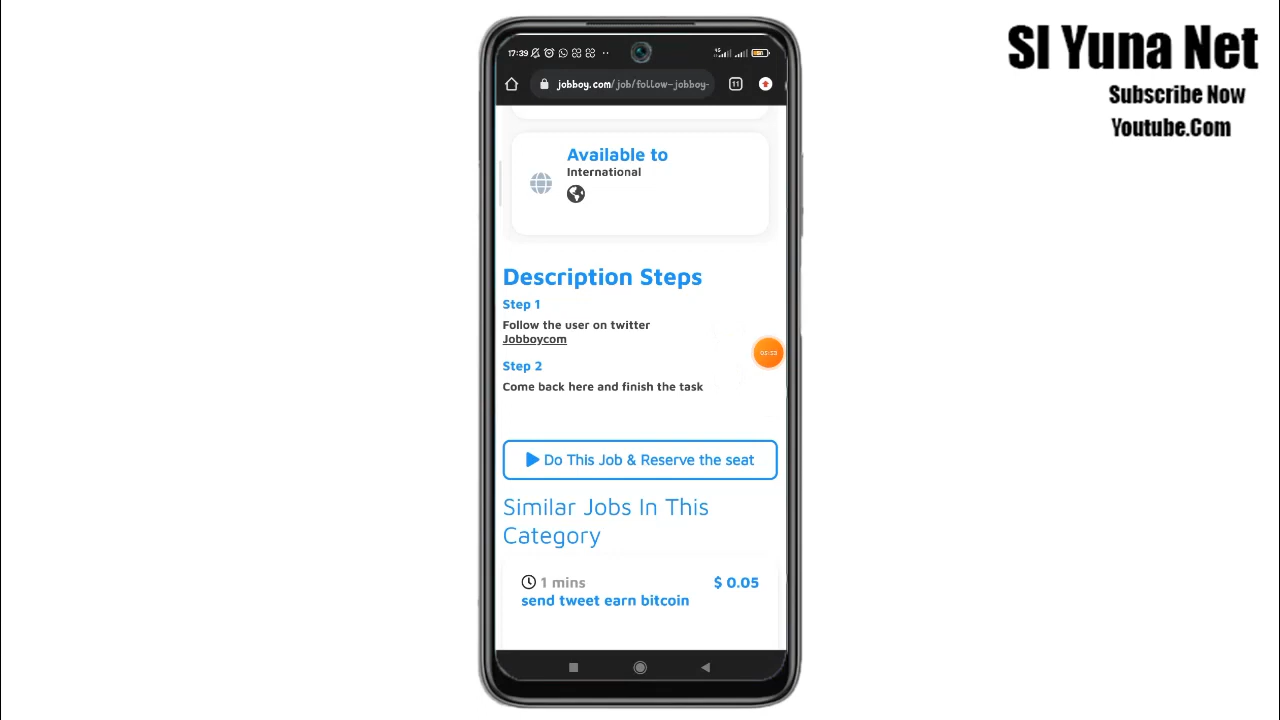 SI Yuna Net
Subscribe Now
Youtube.Com
17:39
4G
11
jobboy.com/job/follow-jobboy-
Available to
International
Description Steps
Step 1
Follow the user on twitter
Jobboycom
Step 2
Come back here and finish the task
Do This Job & Reserve the seat
Similar Jobs In This
Category
1 mins
$ 0.05
send tweet earn bitcoin